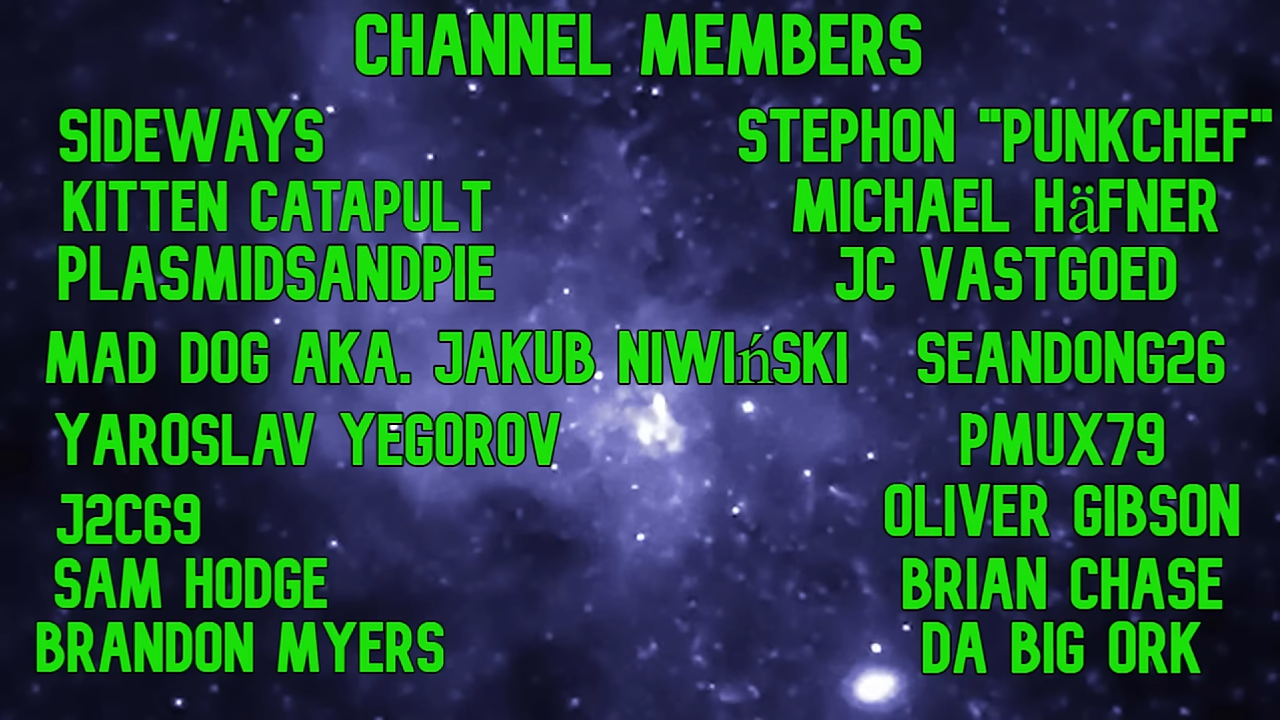 CHANNEL MEMBERS
SIDEWAYS
KITTEN CATAPULT
PLASMIDSANDPIE
MAD DOG AKA. JAKUB NIWIńSKI
YAROSLAV YEGOROV
J2C69
SAM HODGE
BRANDON MYERS
STEPHON "PUNKCHEF"
MICHAEL HäFNER
JC VASTGOED
SEANDONG26
PMUX79
OLIVER GIBSON
BRIAN CHASE
DA BIG ORK